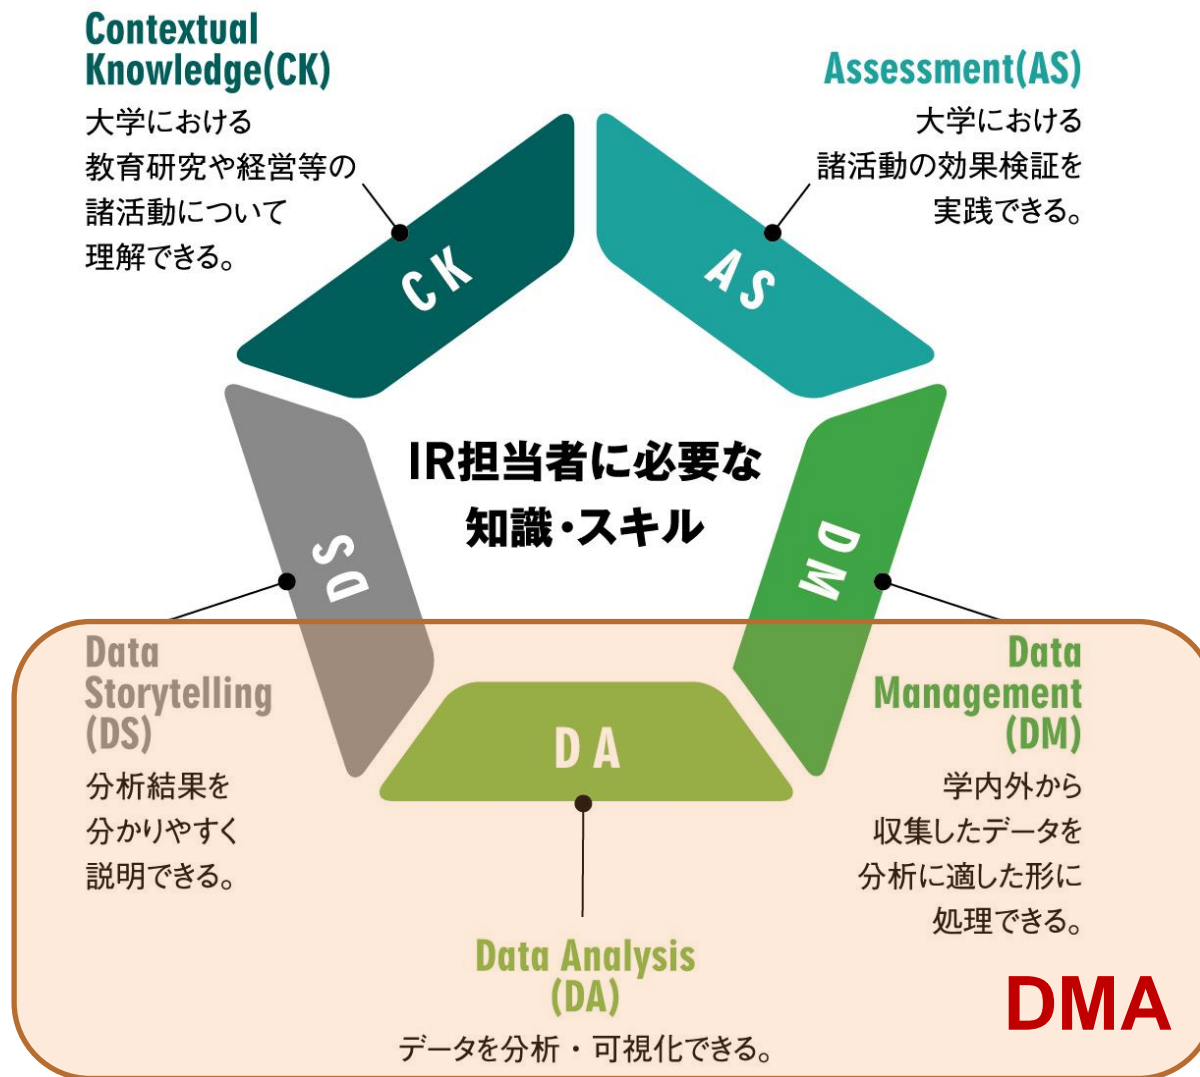 Contextual
Knowledge(CK)
大学における
教育研究や経営等の
諸活動について
理解できる。
Assessment(AS)
大学における
諸活動の効果検証を
実践できる。
CK
AS
IR担当者に必要な
知識・スキル
DS
DM
Data
Storytelling
(DS)
分析結果を
分かりやすく
説明できる。
DA
Data
Management
(DM)
学内外から
収集したデータを
分析に適した形に
処理できる。
Data Analysis
(DA)
データを分析・可視化できる。
DMA